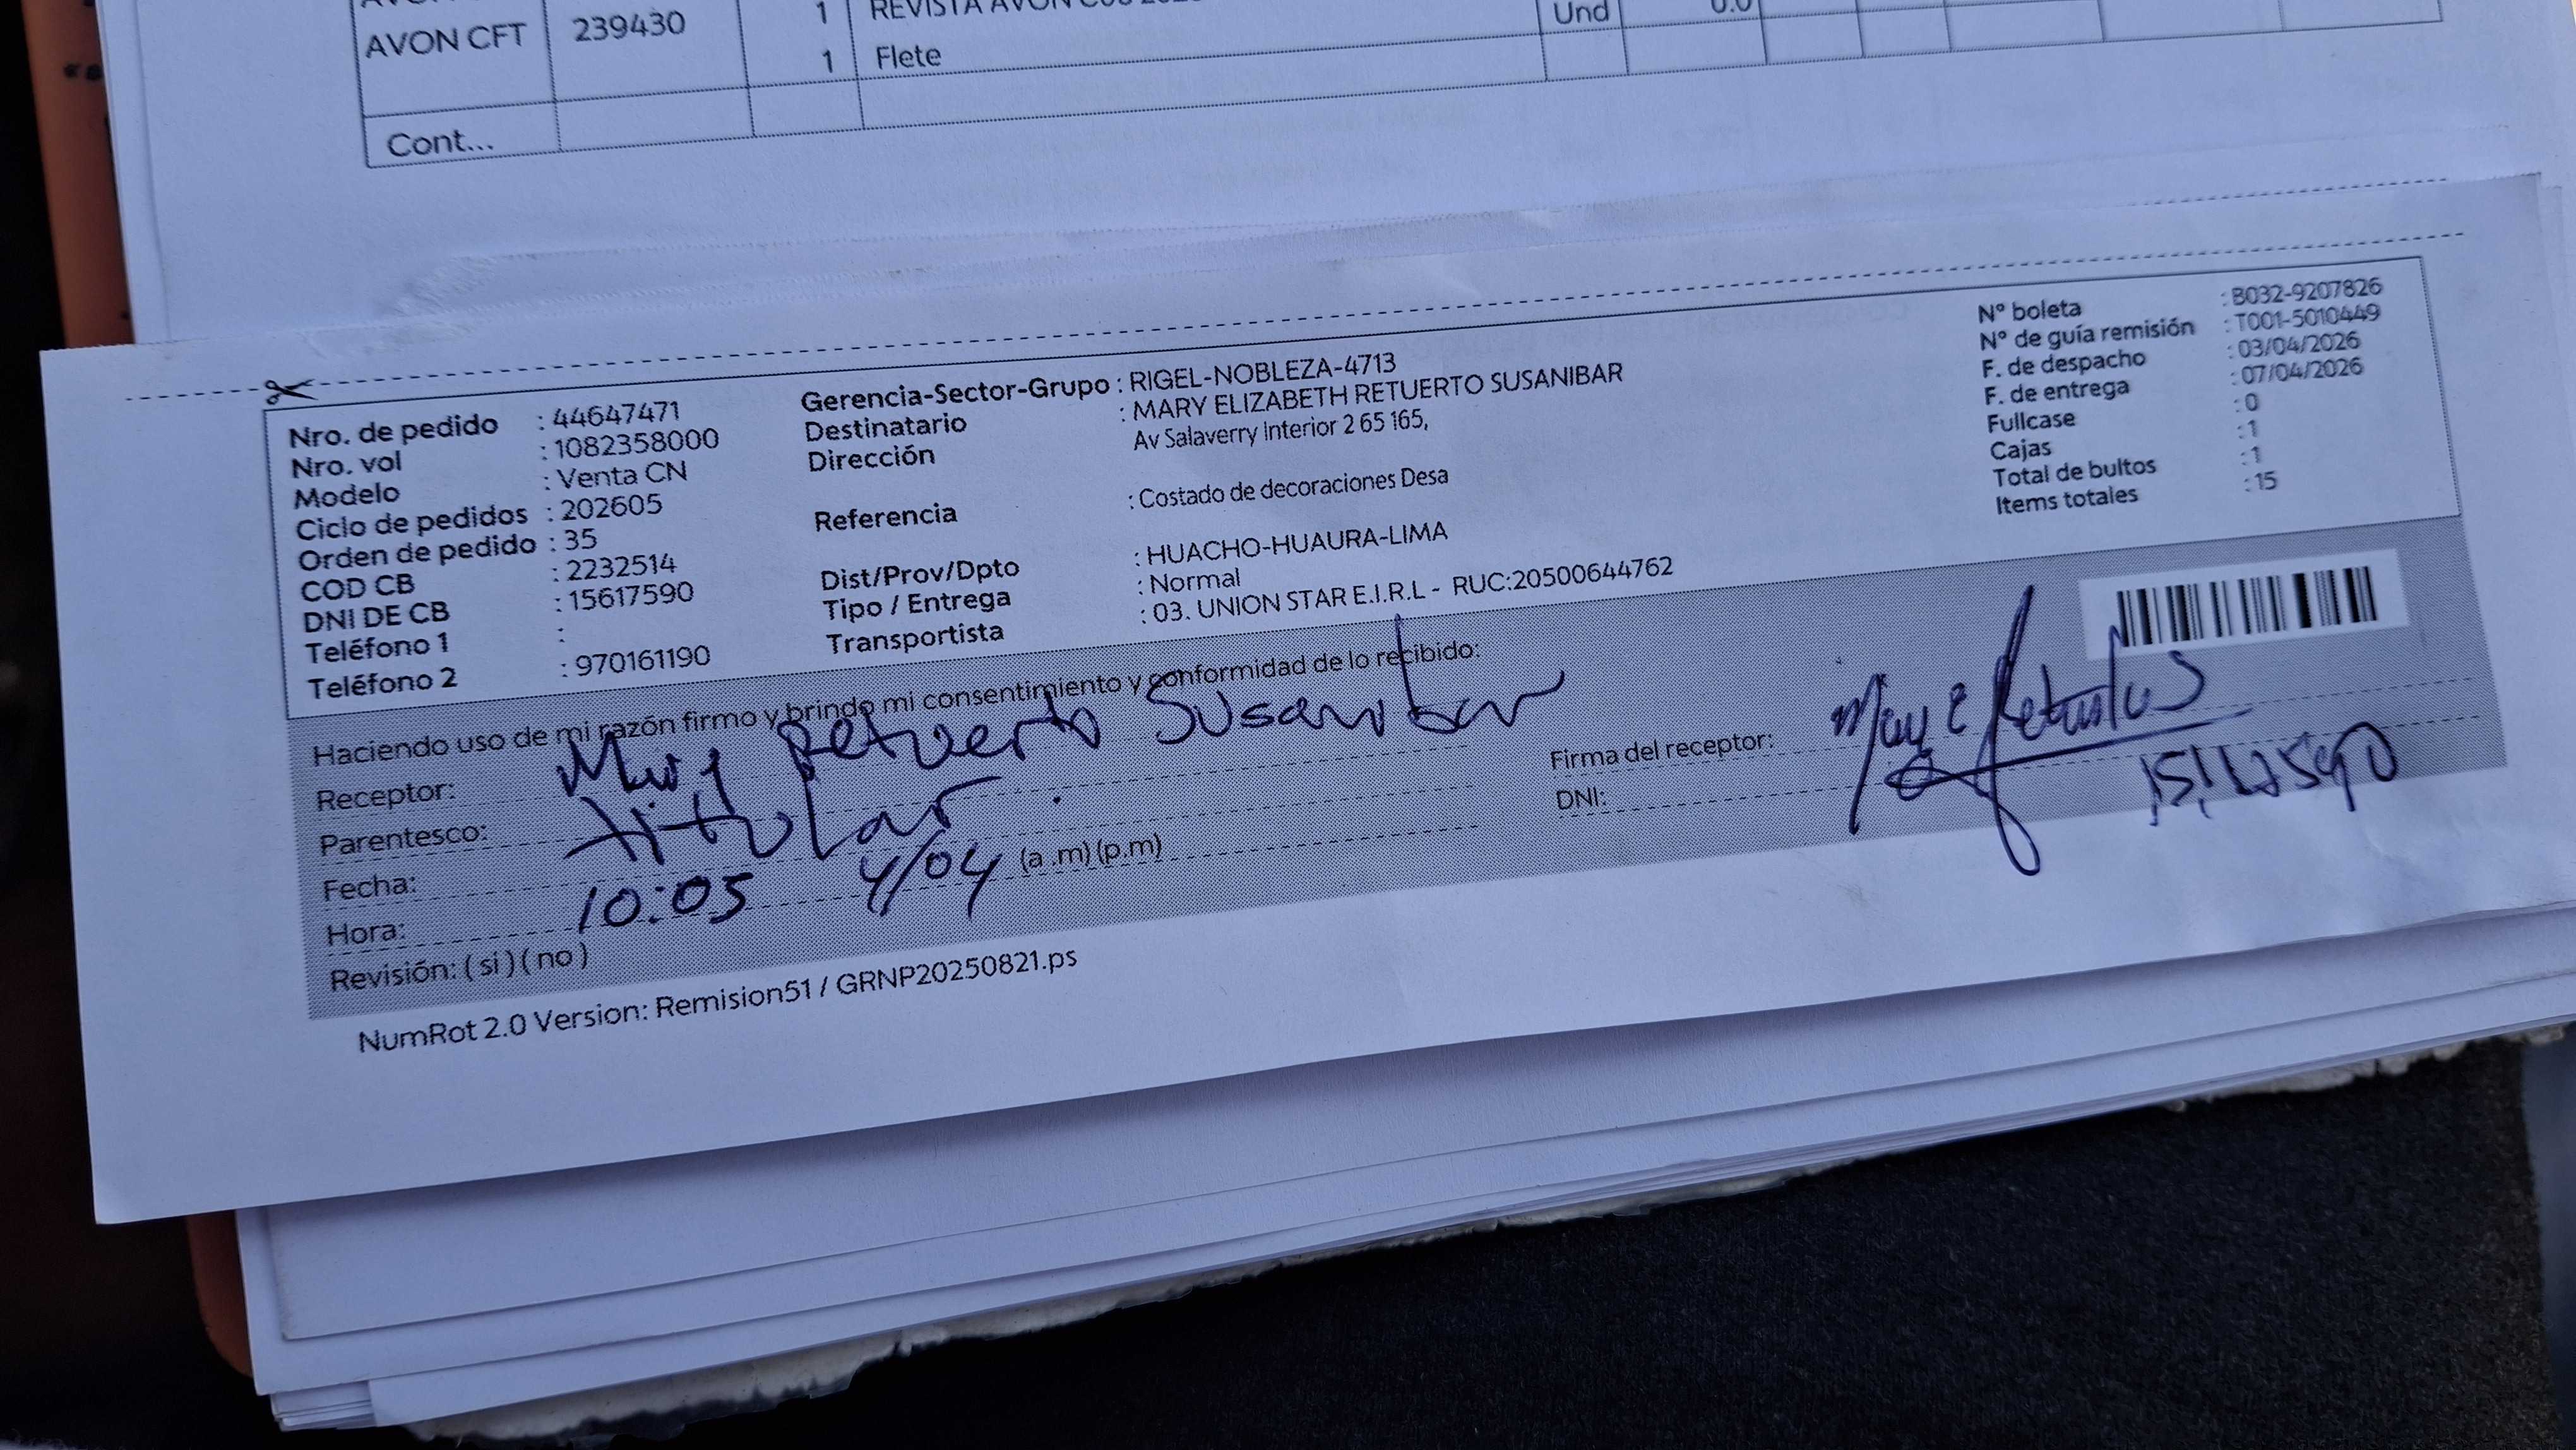 AVON CFT 239430 1
1 Flete Und 0.0
Cont...
Nro. de pedido : 44647471
Nro. vol : 1082358000
Modelo : Venta CN
Ciclo de pedidos : 202605
Orden de pedido : 35
COD CB : 2232514
DNI DE CB : 15617590
Teléfono 1 :
Teléfono 2 : 970161190
Gerencia-Sector-Grupo : RIGEL-NOBLEZA-4713
Destinatario : MARY ELIZABETH RETUERTO SUSANIBAR
Dirección Av Salaverry Interior 2 65 165,
Referencia : Costado de decoraciones Desa
Dist/Prov/Dpto : HUACHO-HUAURA-LIMA
Tipo / Entrega : Normal
Transportista : 03. UNION STAR E.I.R.L - RUC:20500644762
Nº boleta : B032-9207826
Nº de guía remisión : T001-5010449
F. de despacho : 03/04/2026
F. de entrega : 07/04/2026
Fullcase : 0
Cajas : 1
Total de bultos : 1
Items totales : 15
Haciendo uso de mi razón firmo y brindo mi consentimiento y conformidad de lo recibido:
Receptor: Mary Retuerto Susanibar
Parentesco: titular
Fecha:
Hora: 10:05 4/04 (a .m) (p.m)
Revisión: ( si ) ( no )
Firma del receptor:
DNI:
NumRot 2.0 Version: Remision51 / GRNP20250821.ps